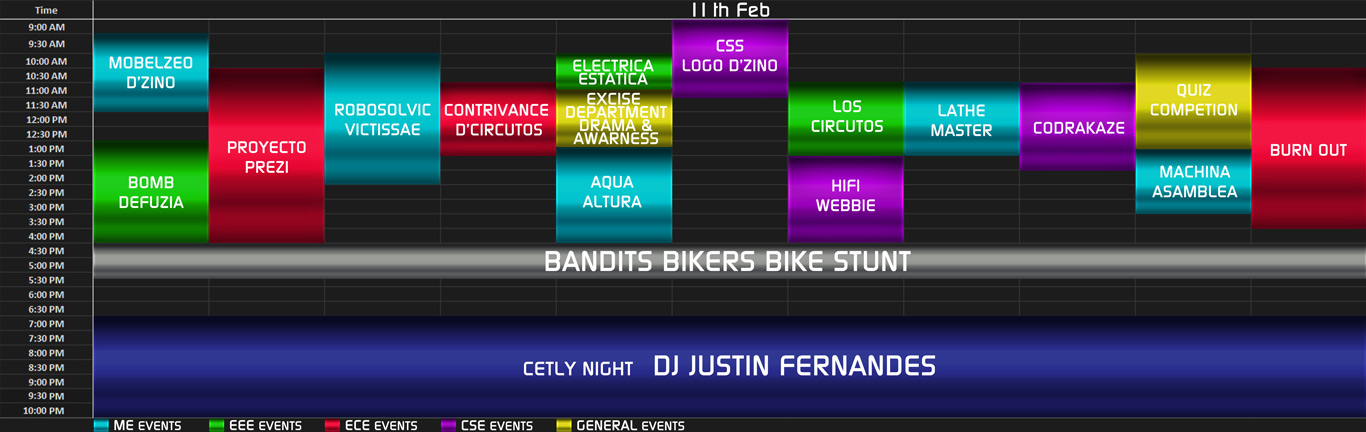 Time
11th Feb
9:00 AM
9:30 AM
10:00 AM
10:30 AM
11:00 AM
11:30 AM
12:00 PM
12:30 PM
1:00 PM
1:30 PM
2:00 PM
2:30 PM
3:00 PM
3:30 PM
4:00 PM
4:30 PM
5:00 PM
5:30 PM
6:00 PM
6:30 PM
7:00 PM
7:30 PM
8:00 PM
8:30 PM
9:00 PM
9:30 PM
10:00 PM
MOBELZEO
D'ZINO
BOMB
DEFUZIA
PROYECTO
PREZI
ROBOSOLVIC
VICTISSAE
CONTRIVANCE
D'CIRCUTOS
ELECTRICA
ESTATICA
EXCISE
DEPARTMENT
DRAMA &
AWARNESS
AQUA
ALTURA
CSS
LOGO D'ZINO
LOS
CIRCUTOS
HIFI
WEBBIE
LATHE
MASTER
CODRAKAZE
QUIZ
COMPETION
MACHINA
ASAMBLEA
BURN OUT
BANDITS BIKERS BIKE STUNT
CETLY NIGHT DJ JUSTIN FERNANDES
ME EVENTS
EEE EVENTS
ECE EVENTS
CSE EVENTS
GENERAL EVENTS